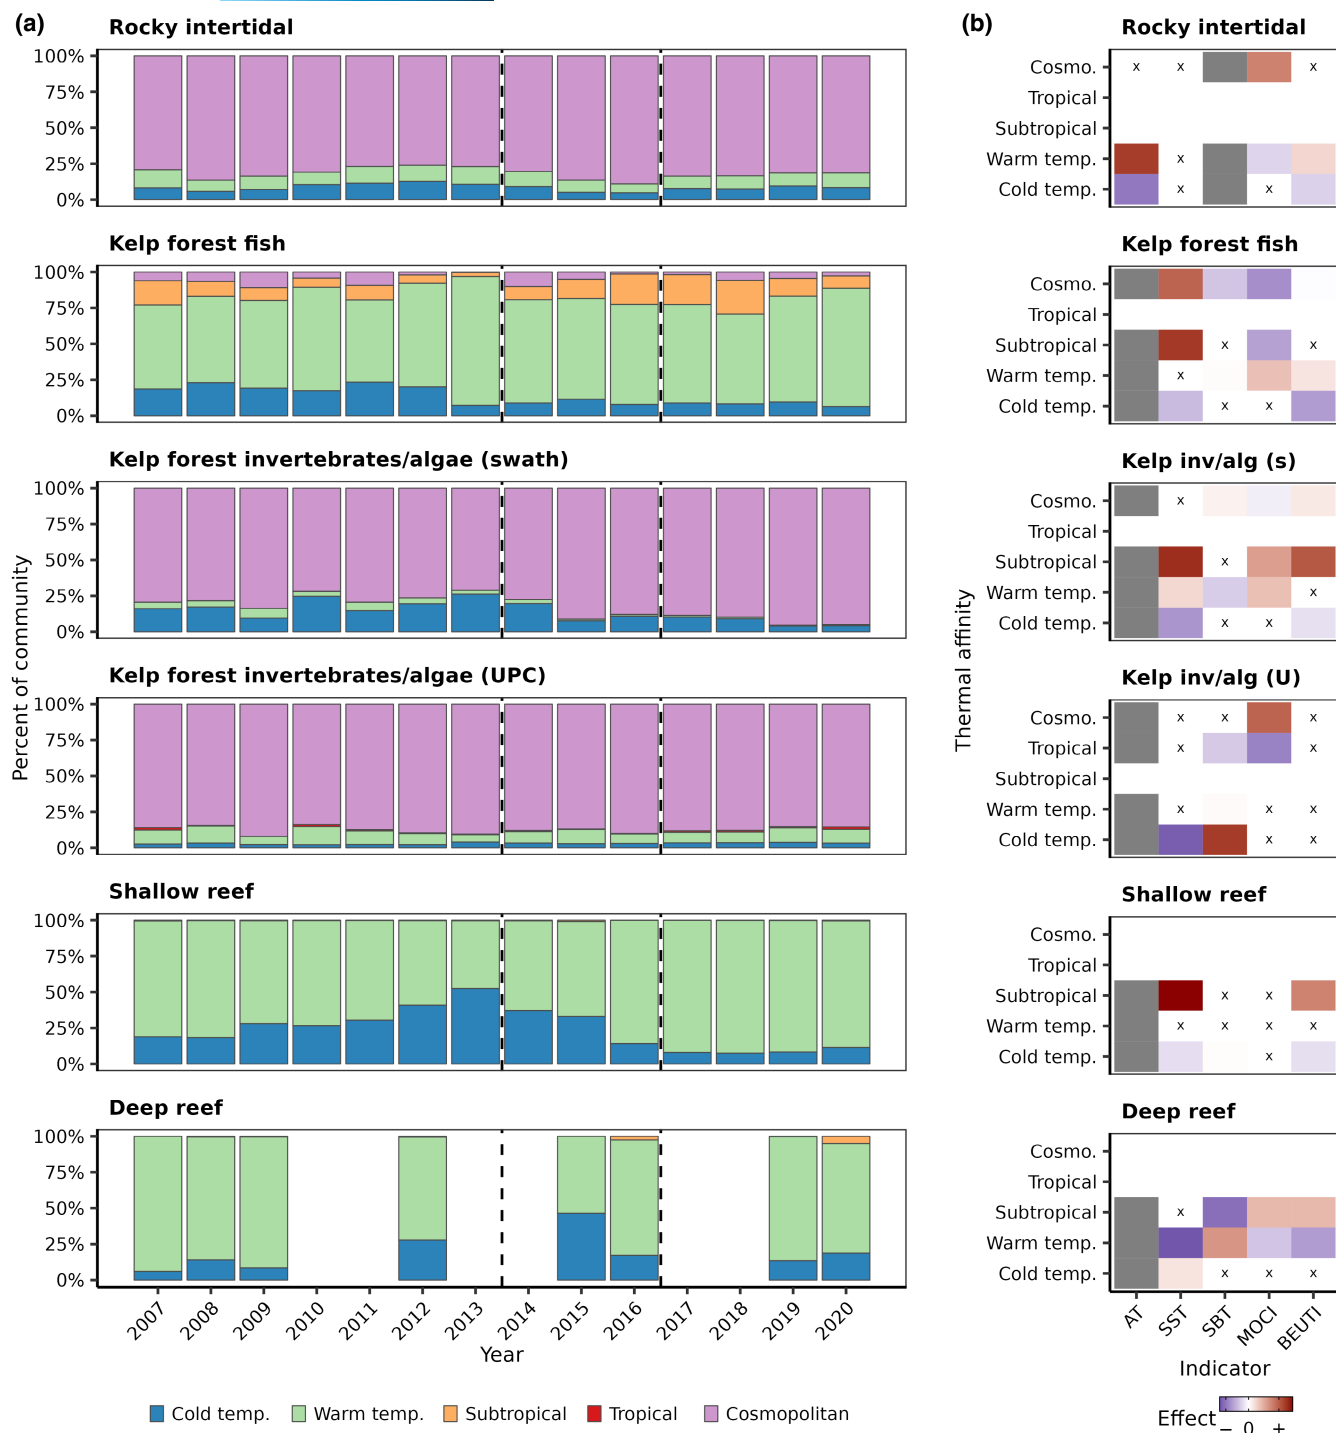 (a)
Rocky intertidal
100%
75%
50%
25%
0%
Kelp forest fish
100%
75%
50%
25%
0%
Kelp forest invertebrates/algae (swath)
100%
75%
50%
25%
0%
Kelp forest invertebrates/algae (UPC)
100%
75%
50%
25%
0%
Shallow reef
100%
75%
50%
25%
0%
Deep reef
100%
75%
50%
25%
0%
Percent of community
2007 2008 2009 2010 2011 2012 2013 2014 2015 2016 2017 2018 2019 2020
Year
Cold temp. Warm temp. Subtropical Tropical Cosmopolitan
(b)
Rocky intertidal
Cosmo. x x x
Tropical
Subtropical
Warm temp. x
Cold temp. x x
Kelp forest fish
Cosmo.
Tropical
Subtropical x x
Warm temp. x
Cold temp. x x
Kelp inv/alg (s)
Cosmo. x
Tropical
Subtropical x
Warm temp. x
Cold temp. x x
Kelp inv/alg (U)
Cosmo. x x x
Tropical x x
Subtropical
Warm temp. x x x
Cold temp. x x
Shallow reef
Cosmo.
Tropical
Subtropical x x
Warm temp. x x x x
Cold temp. x
Deep reef
Cosmo.
Tropical
Subtropical x
Warm temp.
Cold temp. x x x
Thermal affinity
AT SST SBT MOCI BEUTI
Indicator
Effect
− 0 +